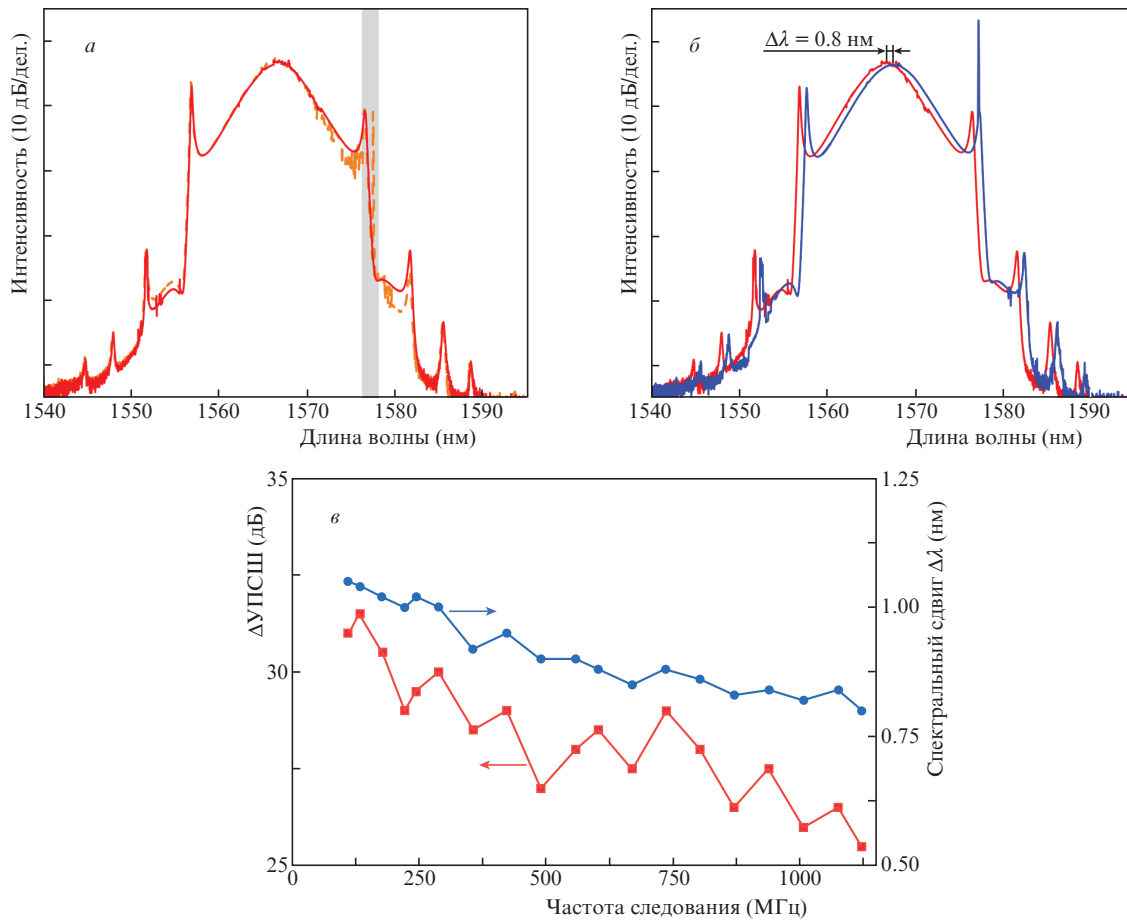 а
Интенсивность (10 дБ/дел.)
1540 1550 1560 1570 1580 1590
Длина волны (нм)
б
Δλ = 0.8 нм
Интенсивность (10 дБ/дел.)
1540 1550 1560 1570 1580 1590
Длина волны (нм)
в
ΔУПСШ (дБ)
35
30
25
1.25
1.00
0.75
0.50
Спектральный сдвиг Δλ (нм)
0 250 500 750 1000
Частота следования (МГц)